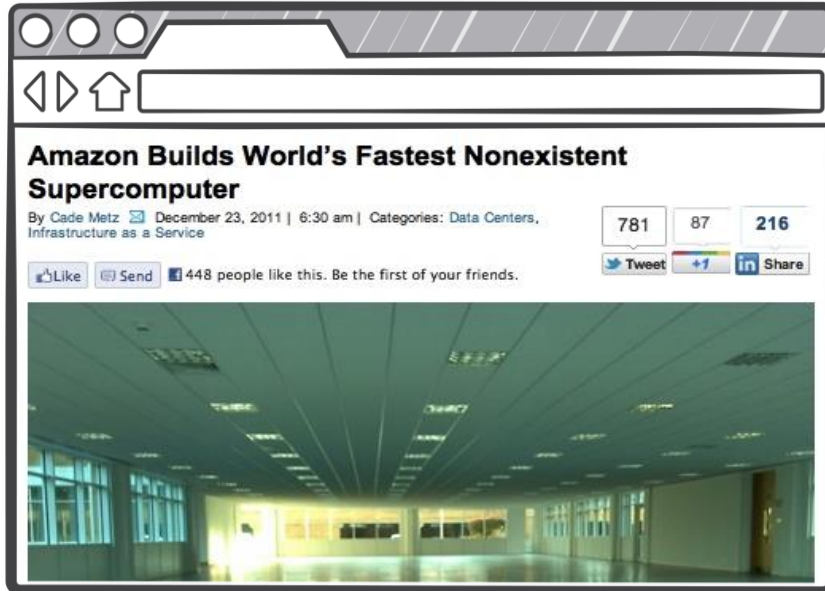 Amazon Builds World's Fastest Nonexistent
Supercomputer
By Cade Metz December 23, 2011 | 6:30 am | Categories: Data Centers,
Infrastructure as a Service
781 87 216
Tweet +1 in Share
Like Send f 448 people like this. Be the first of your friends.